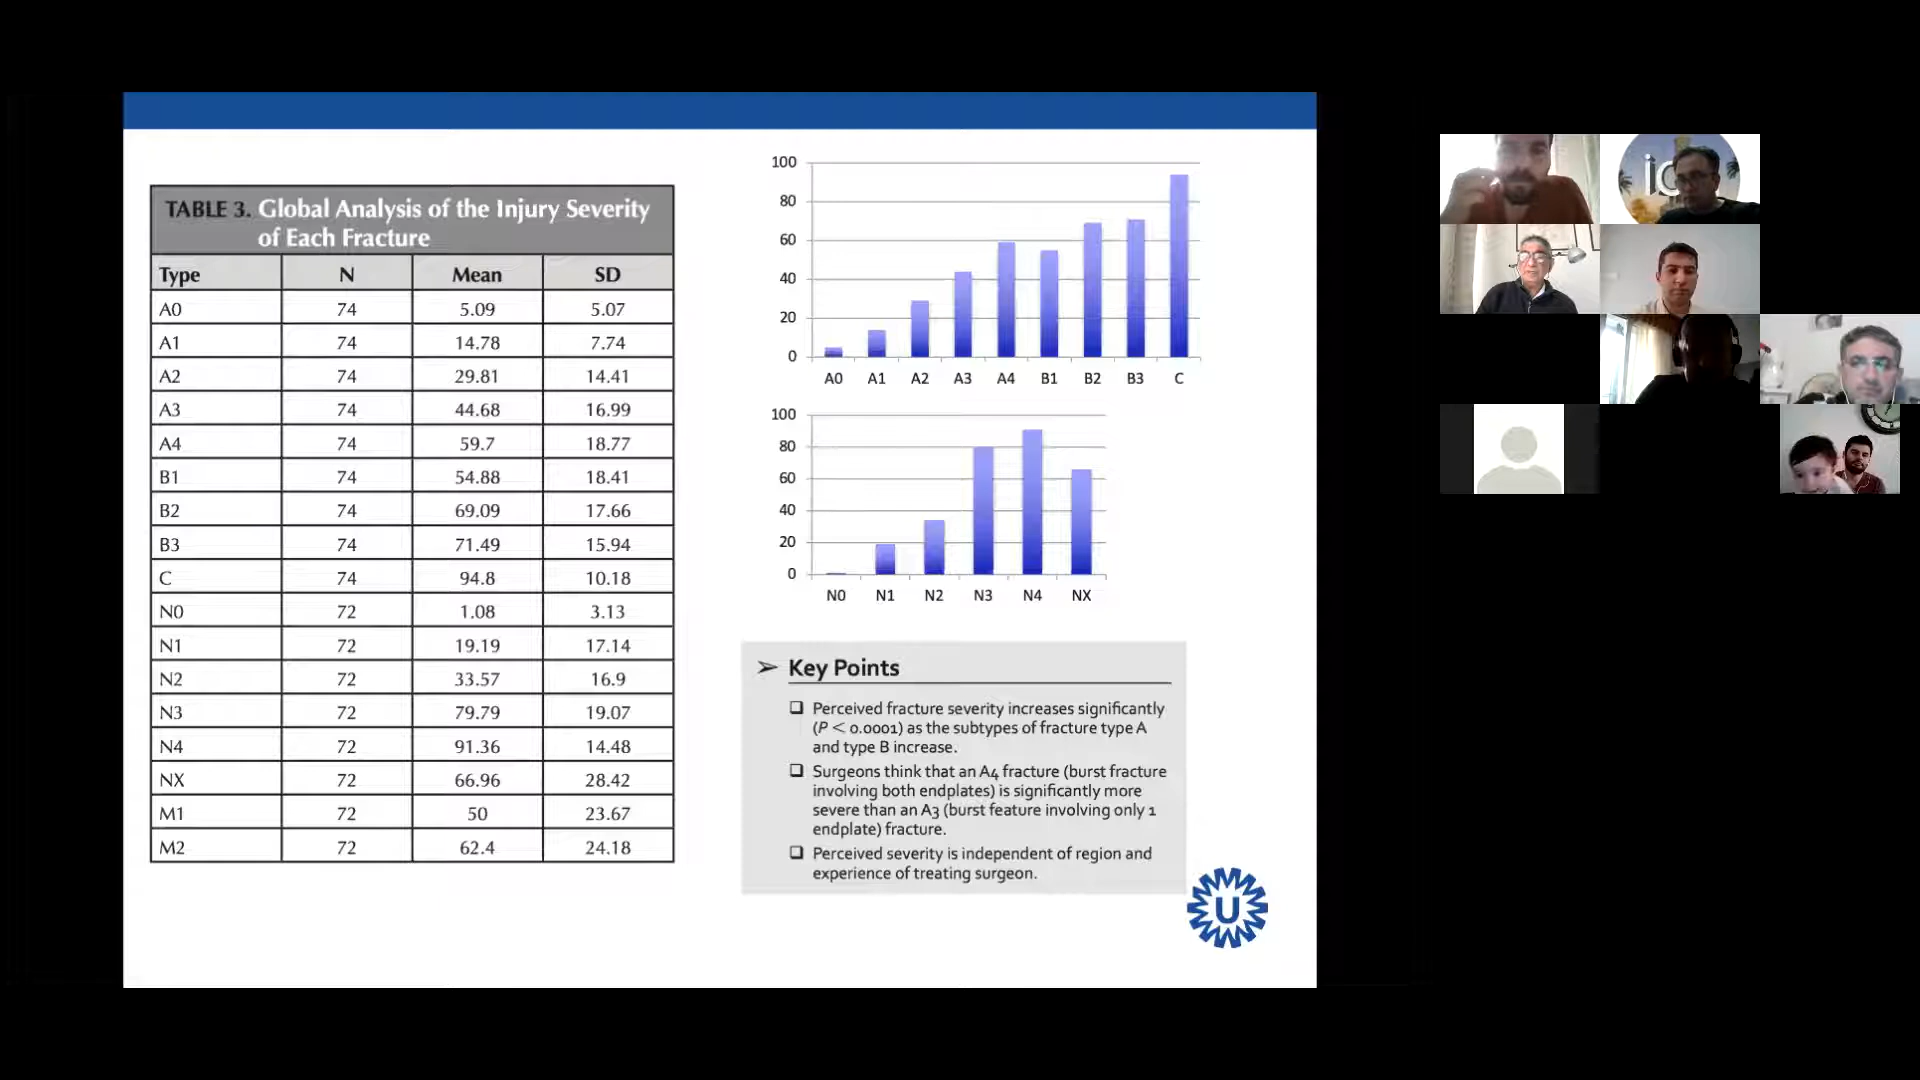 TABLE 3. Global Analysis of the Injury Severity
of Each Fracture
Type N Mean SD
A0 74 5.09 5.07
A1 74 14.78 7.74
A2 74 29.81 14.41
A3 74 44.68 16.99
A4 74 59.7 18.77
B1 74 54.88 18.41
B2 74 69.09 17.66
B3 74 71.49 15.94
C 74 94.8 10.18
N0 72 1.08 3.13
N1 72 19.19 17.14
N2 72 33.57 16.9
N3 72 79.79 19.07
N4 72 91.36 14.48
NX 72 66.96 28.42
M1 72 50 23.67
M2 72 62.4 24.18
100
80
60
40
20
0
A0 A1 A2 A3 A4 B1 B2 B3 C
100
80
60
40
20
0
N0 N1 N2 N3 N4 NX
➢ Key Points
❑ Perceived fracture severity increases significantly
(P < 0.0001) as the subtypes of fracture type A
and type B increase.
❑ Surgeons think that an A4 fracture (burst fracture
involving both endplates) is significantly more
severe than an A3 (burst feature involving only 1
endplate) fracture.
❑ Perceived severity is independent of region and
experience of treating surgeon.
U